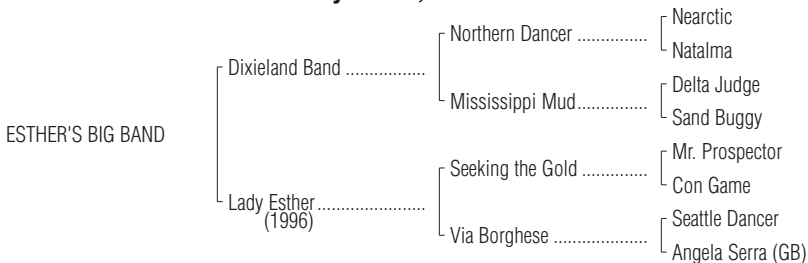 Nearctic
Northern Dancer ...............
Natalma
Dixieland Band .................
Delta Judge
Mississippi Mud...............
Sand Buggy
ESTHER'S BIG BAND
Mr. Prospector
Seeking the Gold ..............
Con Game
Lady Esther.......................
(1996)
Seattle Dancer
Via Borghese ....................
Angela Serra (GB)